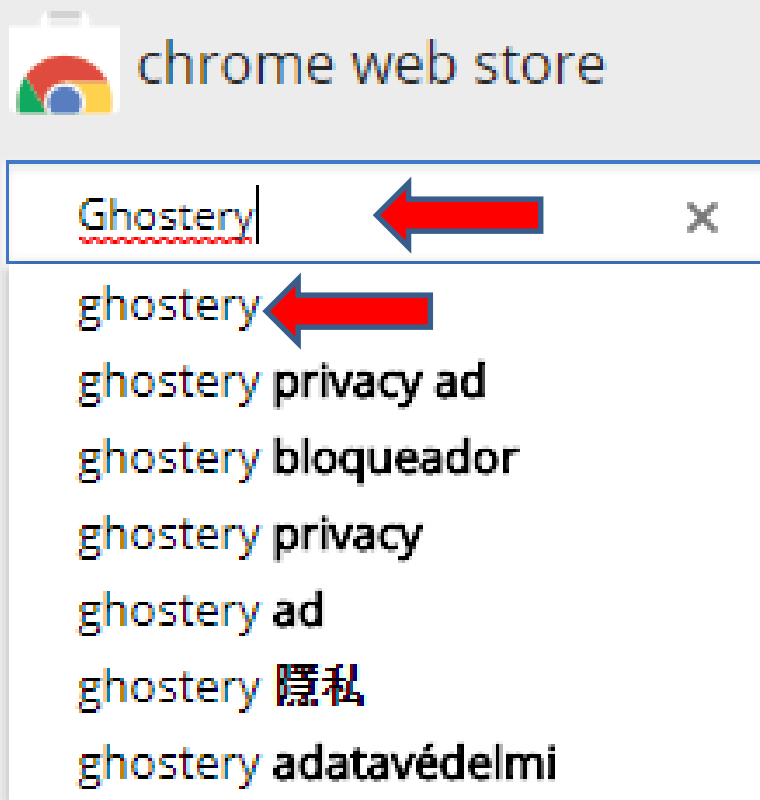 chrome web store
Ghostery
ghostery
ghostery privacy ad
ghostery bloqueador
ghostery privacy
ghostery ad
ghostery 隱私
ghostery adatavédelmi